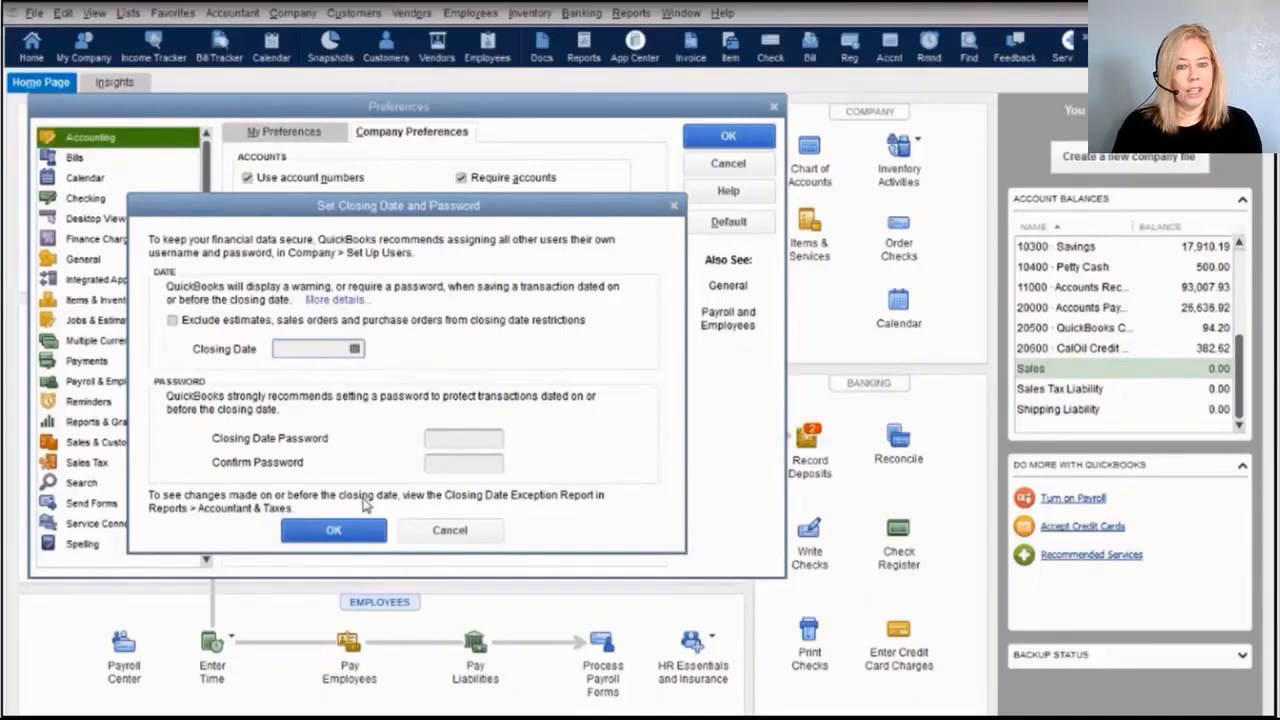 File Edit View Lists Favorites Accountant Company Customers Vendors Employees Inventory Banking Reports Window Help
Home My Company Income Tracker Bill Tracker Calendar Snapshots Customers Vendors Employees Docs Reports App Center Invoice Item Check Bill Reg Accnt Rmnd Find Feedback Serv
Home Page Insights
You
Create a new company file
Preferences
Accounting
Bills
Calendar
Checking
Desktop View
Finance Charg
General
Integrated App
Items & Invent
Jobs & Estimat
Multiple Curre
Payments
Payroll & Empl
Reminders
Reports & Gra
Sales & Custo
Sales Tax
Search
Send Forms
Service Conn
Spelling
My Preferences Company Preferences
ACCOUNTS
Use account numbers Require accounts
OK
Cancel
Help
Default
Also See:
General
Payroll and
Employees
Set Closing Date and Password
To keep your financial data secure, QuickBooks recommends assigning all other users their own
username and password, in Company > Set Up Users.
DATE
QuickBooks will display a warning, or require a password, when saving a transaction dated on
or before the closing date. More details...
Exclude estimates, sales orders and purchase orders from closing date restrictions
Closing Date
PASSWORD
QuickBooks strongly recommends setting a password to protect transactions dated on or
before the closing date.
Closing Date Password
Confirm Password
To see changes made on or before the closing date, view the Closing Date Exception Report in
Reports > Accountant & Taxes.
OK Cancel
COMPANY
Chart of
Accounts
Inventory
Activities
Items &
Services
Order
Checks
Calendar
BANKING
2
Record
Deposits
Reconcile
Write
Checks
Check
Register
Print
Checks
Enter Credit
Card Charges
EMPLOYEES
Payroll
Center
Enter
Time
Pay
Employees
Pay
Liabilities
Process
Payroll
Forms
HR Essentials
and Insurance
ACCOUNT BALANCES
NAME BALANCE
10300 · Savings 17,910.19
10400 · Petty Cash 500.00
11000 · Accounts Rec... 93,007.93
20000 · Accounts Pay... 26,636.92
20500 · QuickBooks C... 94.20
20600 · CalOil Credit ... 382.62
Sales 0.00
Sales Tax Liability 0.00
Shipping Liability 0.00
DO MORE WITH QUICKBOOKS
Turn on Payroll
Accept Credit Cards
Recommended Services
BACKUP STATUS